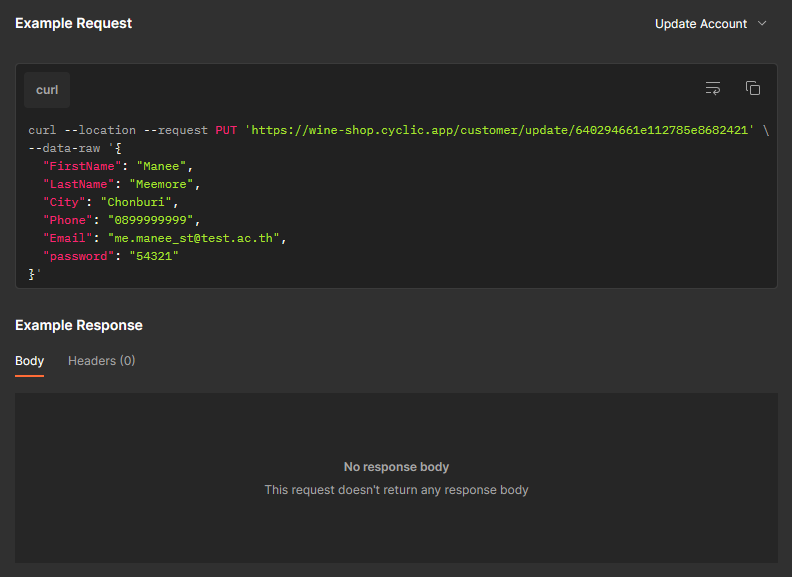 Example Request
Update Account
curl
curl --location --request PUT 'https://wine-shop.cyclic.app/customer/update/640294661e112785e8682421' \
--data-raw '{
"FirstName": "Manee",
"LastName": "Meemore",
"City": "Chonburi",
"Phone": "0899999999",
"Email": "me.manee_st@test.ac.th",
"password": "54321"
}'
Example Response
Body
Headers (0)
No response body
This request doesn't return any response body